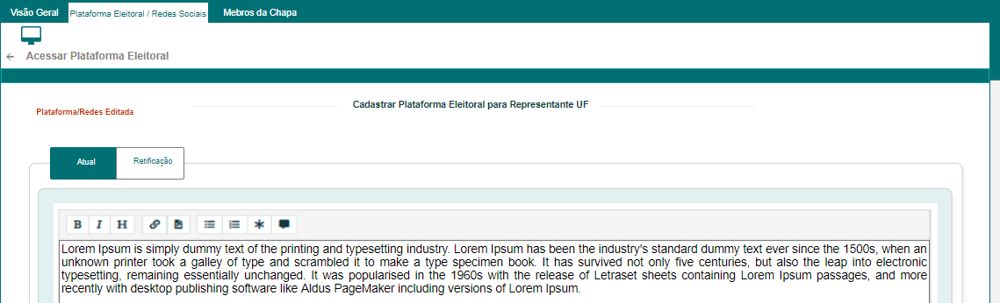 Visão Geral Plataforma Eleitoral / Redes Sociais Mebros da Chapa
Acessar Plataforma Eleitoral
Cadastrar Plataforma Eleitoral para Representante UF
Plataforma/Redes Editada
Atual Retificação
B I H
Lorem Ipsum is simply dummy text of the printing and typesetting industry. Lorem Ipsum has been the industry's standard dummy text ever since the 1500s, when an
unknown printer took a galley of type and scrambled it to make a type specimen book. It has survived not only five centuries, but also the leap into electronic
typesetting, remaining essentially unchanged. It was popularised in the 1960s with the release of Letraset sheets containing Lorem Ipsum passages, and more
recently with desktop publishing software like Aldus PageMaker including versions of Lorem Ipsum.